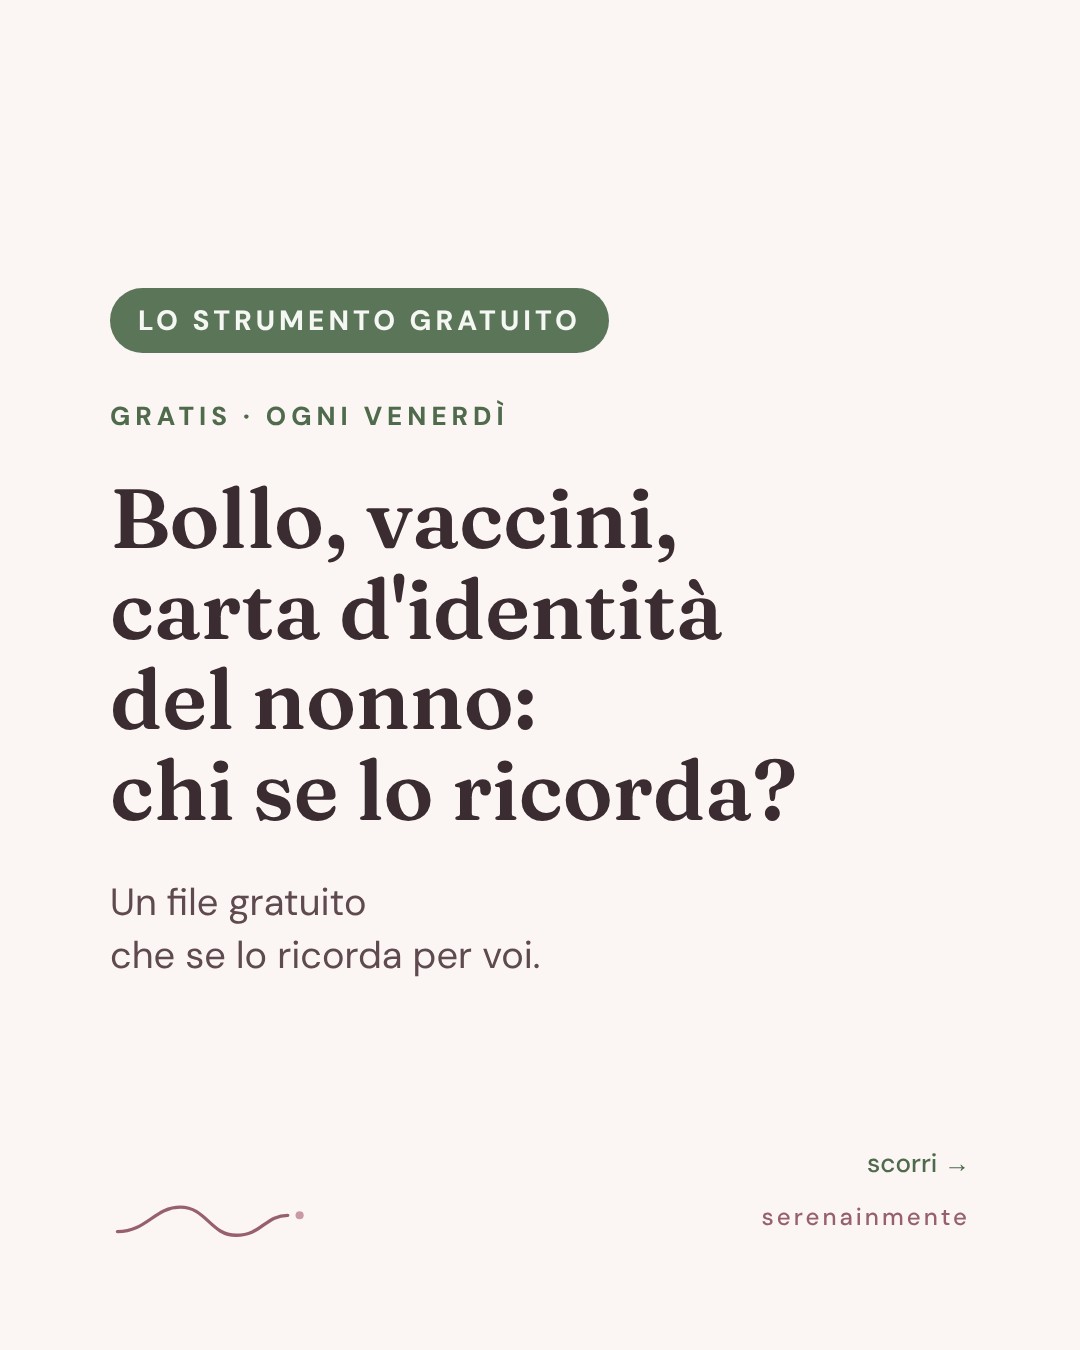 LO STRUMENTO GRATUITO
GRATIS · OGNI VENERDÌ
Bollo, vaccini,
carta d'identità
del nonno:
chi se lo ricorda?
Un file gratuito
che se lo ricorda per voi.
scorri →
serenainmente